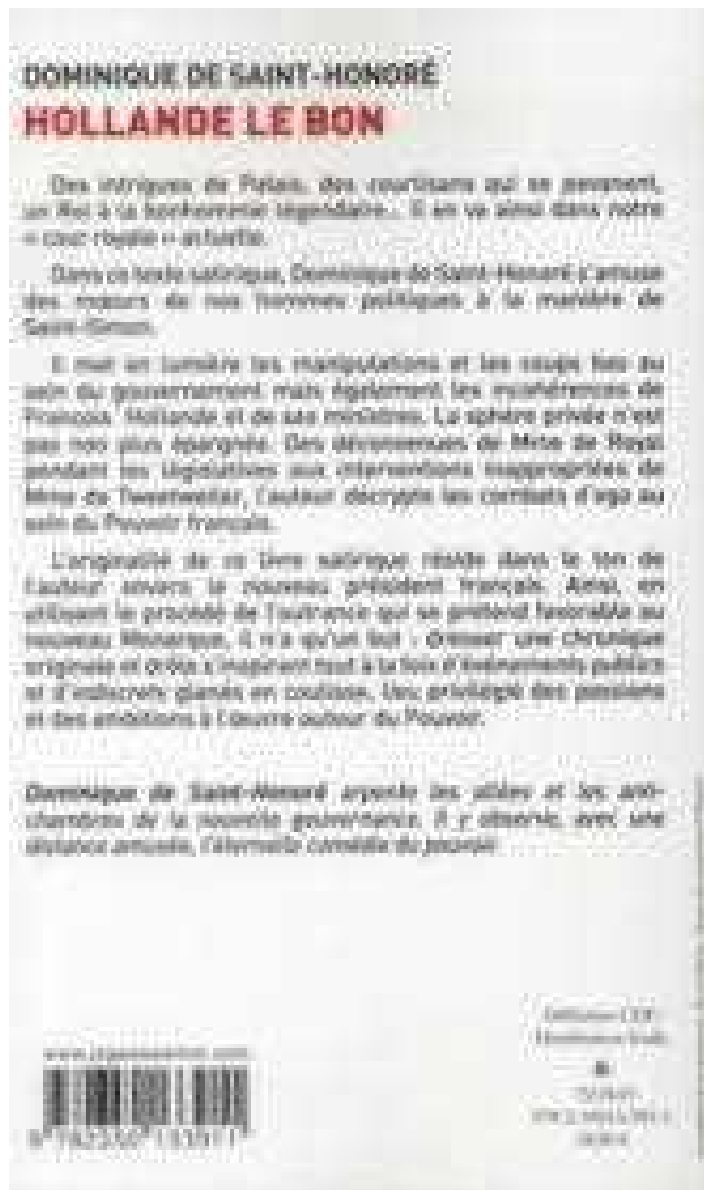 DOMINIQUE DE SAINT-HONORÉ
HOLLANDE LE BON
Des intrigues de Palais, des courtisans qui se pavanent,
un Roi à la bonhommie légendaire... Il en va ainsi dans notre
« cour royale » actuelle.
Dans ce texte satirique, Dominique de Saint-Honoré s'amuse
des mœurs de nos hommes politiques à la manière de
Saint-Simon.
Il met en lumière les manipulations et les coups bas au
sein du gouvernement mais également les incohérences de
François Hollande et de ses ministres. La sphère privée n'est
pas non plus épargnée. Des déconvenues de Mme de Royal
pendant les législatives aux interventions inappropriées de
Mme de Tweetweiler, l'auteur décrypte les combats d'ego au
sein du Pouvoir français.
L'originalité de ce livre satirique réside dans le ton de
l'auteur envers le nouveau président français. Ainsi, en
utilisant le procédé de l'outrance qui se prétend favorable au
nouveau Monarque, il n'a qu'un but : dresser une chronique
originale et drôle s'inspirant tout à la fois d'événements publics
et d'indiscrets glanés en coulisse, lieu privilégié des passions
et des ambitions à l'œuvre autour du Pouvoir.
Dominique de Saint-Honoré arpente les allées et les anti-
chambres de la nouvelle gouvernance. Il y observe, avec une
distance amusée, l'éternelle comédie du pouvoir.